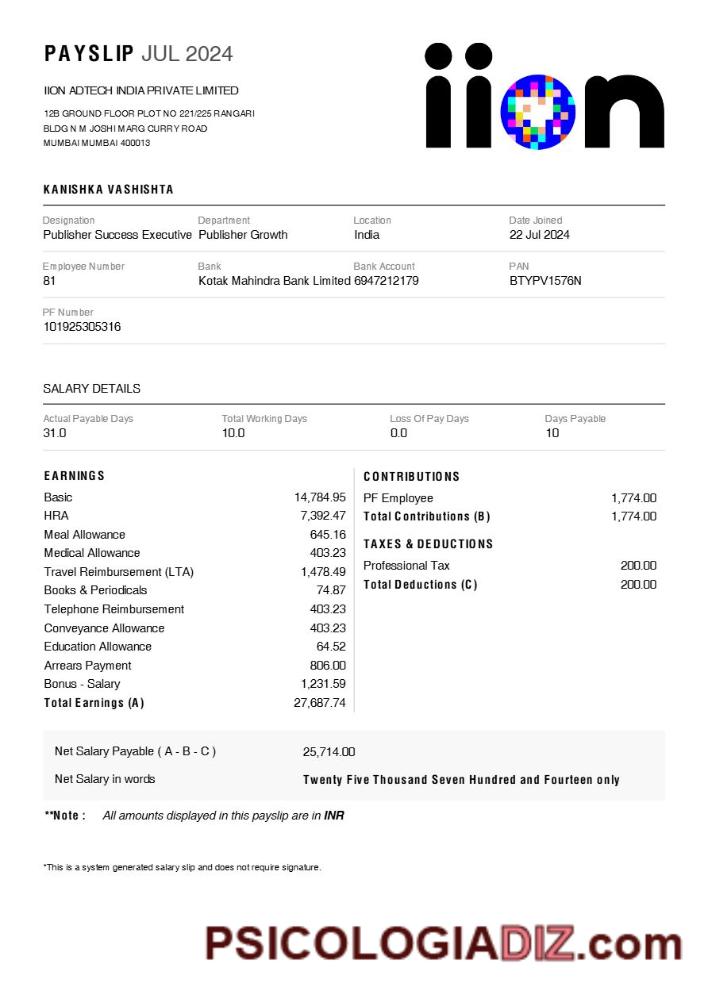 PAYSLIP JUL 2024
iion
IION ADTECH INDIA PRIVATE LIMITED
12B GROUND FLOOR PLOT NO 221/225 RANGARI
BLDG N M JOSHI MARG CURRY ROAD
MUMBAI MUMBAI 400013
KANISHKA VASHISHTA
Designation Department Location Date Joined
Publisher Success Executive Publisher Growth India 22 Jul 2024
Employee Number Bank Bank Account PAN
81 Kotak Mahindra Bank Limited 6947212179 BTYPV1576N
PF Number
101925305316
SALARY DETAILS
Actual Payable Days Total Working Days Loss Of Pay Days Days Payable
31.0 10.0 0.0 10
EARNINGS
Basic 14,784.95
HRA 7,392.47
Meal Allowance 645.16
Medical Allowance 403.23
Travel Reimbursement (LTA) 1,478.49
Books & Periodicals 74.87
Telephone Reimbursement 403.23
Conveyance Allowance 403.23
Education Allowance 64.52
Arrears Payment 806.00
Bonus - Salary 1,231.59
Total Earnings (A) 27,687.74
CONTRIBUTIONS
PF Employee 1,774.00
Total Contributions (B) 1,774.00
TAXES & DEDUCTIONS
Professional Tax 200.00
Total Deductions (C) 200.00
Net Salary Payable ( A - B - C ) 25,714.00
Net Salary in words Twenty Five Thousand Seven Hundred and Fourteen only
**Note : All amounts displayed in this payslip are in INR
*This is a system generated salary slip and does not require signature.
PSICOLOGIADIZ.com